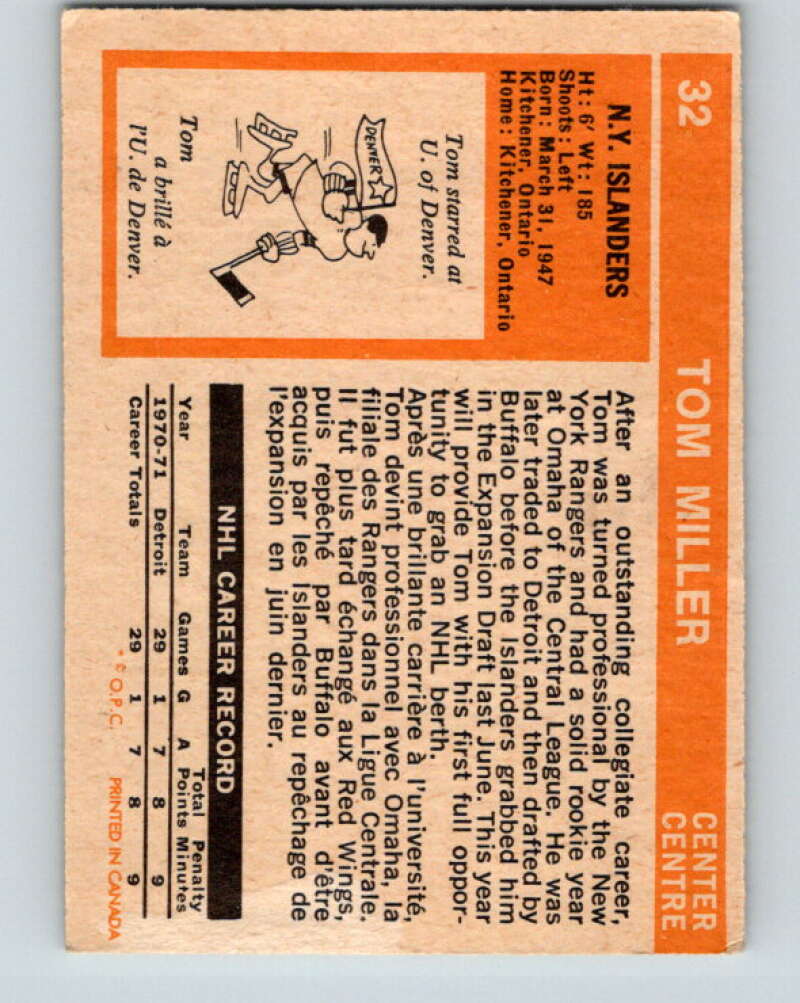 32
TOM MILLER
CENTER
CENTRE
N.Y. ISLANDERS
Ht: 6' Wt: 185
Shoots: Left
Born: March 31, 1947
Kitchener, Ontario
Home: Kitchener, Ontario
Tom starred at
U. of Denver.
DENVER
Tom
a brillé à
l'U. de Denver.
After an outstanding collegiate career,
Tom was turned professional by the New
York Rangers and had a solid rookie year
at Omaha of the Central League. He was
later traded to Detroit and then drafted by
Buffalo before the Islanders grabbed him
in the Expansion Draft last June. This year
will provide Tom with his first full oppor-
tunity to grab an NHL berth.
Après une brillante carrière à l'université,
Tom devint professionnel avec Omaha, la
filiale des Rangers dans la Ligue Centrale.
Il fut plus tard échangé aux Red Wings,
puis repêché par Buffalo avant d'être
acquis par les Islanders au repêchage de
l'expansion en juin dernier.
NHL CAREER RECORD
Year Team Games G A Total Points Penalty Minutes
1970-71 Detroit 29 1 7 8 9
Career Totals 29 1 7 8 9
* © O.P.C. PRINTED IN CANADA